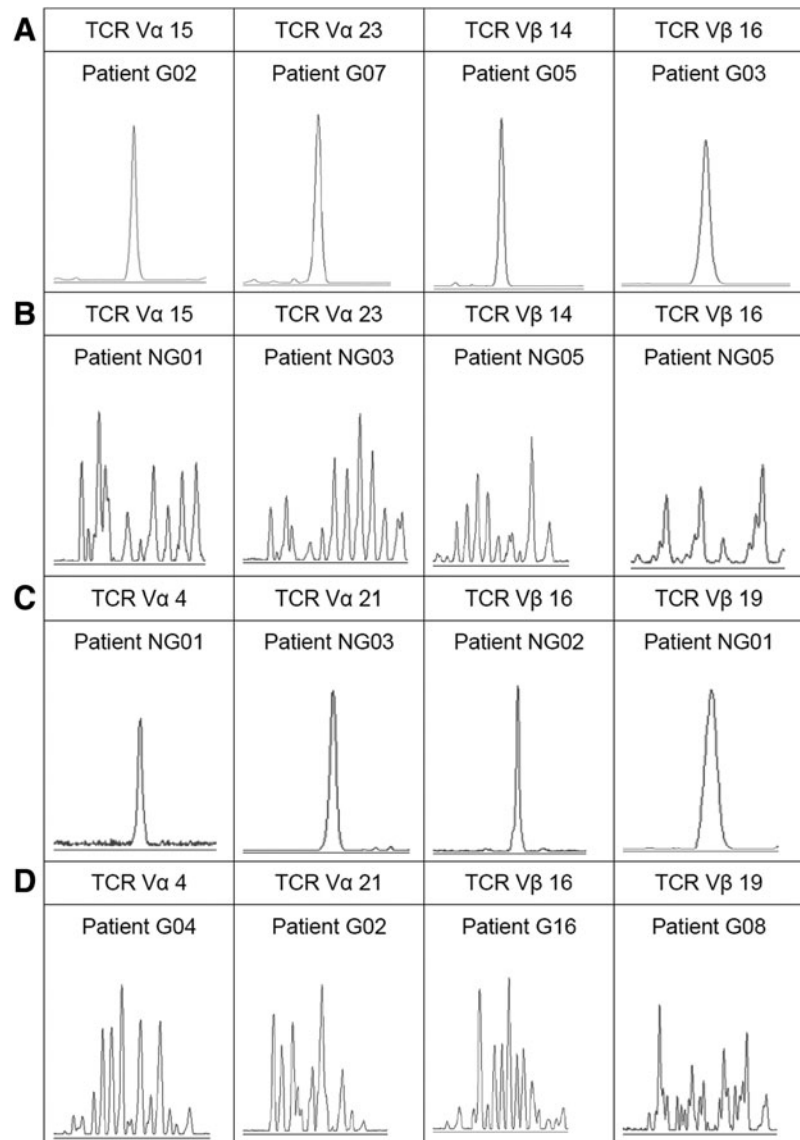 A TCR Vα 15 TCR Vα 23 TCR Vβ 14 TCR Vβ 16
Patient G02 Patient G07 Patient G05 Patient G03
B TCR Vα 15 TCR Vα 23 TCR Vβ 14 TCR Vβ 16
Patient NG01 Patient NG03 Patient NG05 Patient NG05
C TCR Vα 4 TCR Vα 21 TCR Vβ 16 TCR Vβ 19
Patient NG01 Patient NG03 Patient NG02 Patient NG01
D TCR Vα 4 TCR Vα 21 TCR Vβ 16 TCR Vβ 19
Patient G04 Patient G02 Patient G16 Patient G08